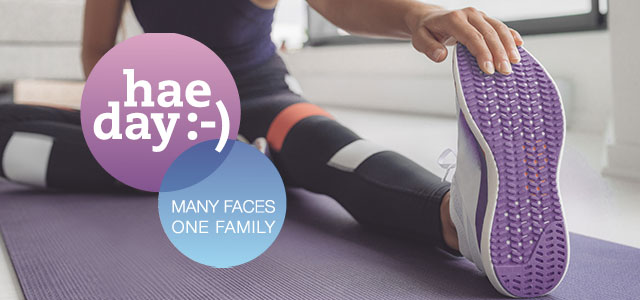 hae
day :-)
MANY FACES
ONE FAMILY